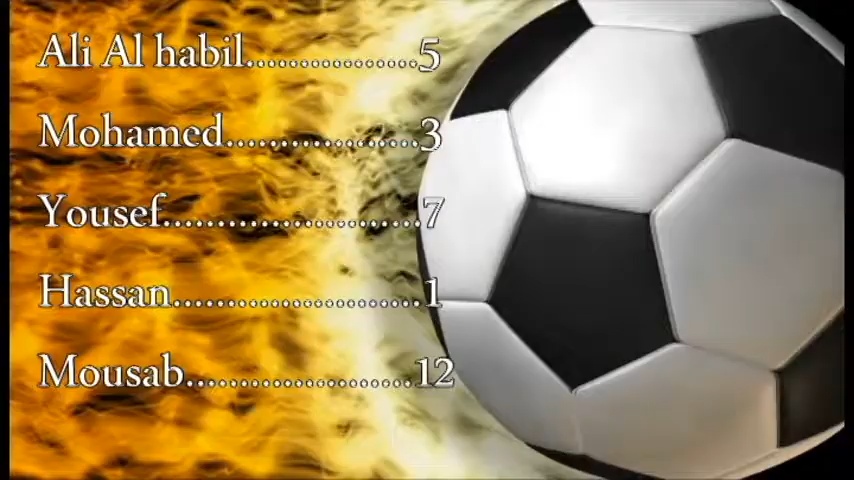 Ali Al habil................5
Mohamed..................3
Yousef........................7
Hassan.......................1
Mousab.....................12